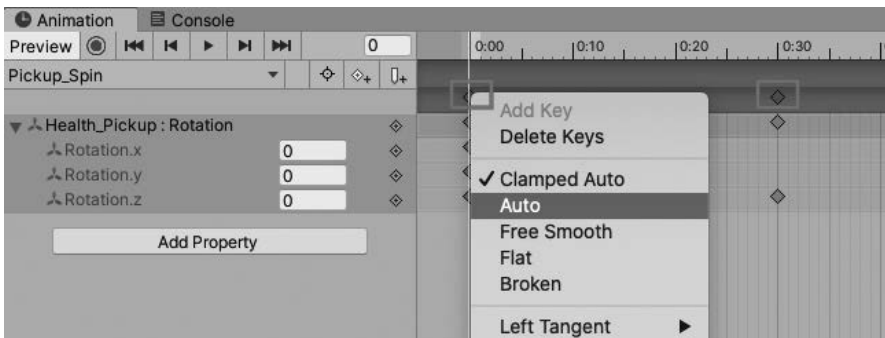 Animation Console
Preview 0 0:00 0:10 0:20 0:30
Pickup_Spin
Add Key
Health_Pickup : Rotation
Delete Keys
Rotation.x 0
Rotation.y 0
Clamped Auto
Rotation.z 0
Auto
Free Smooth
Add Property
Flat
Broken
Left Tangent